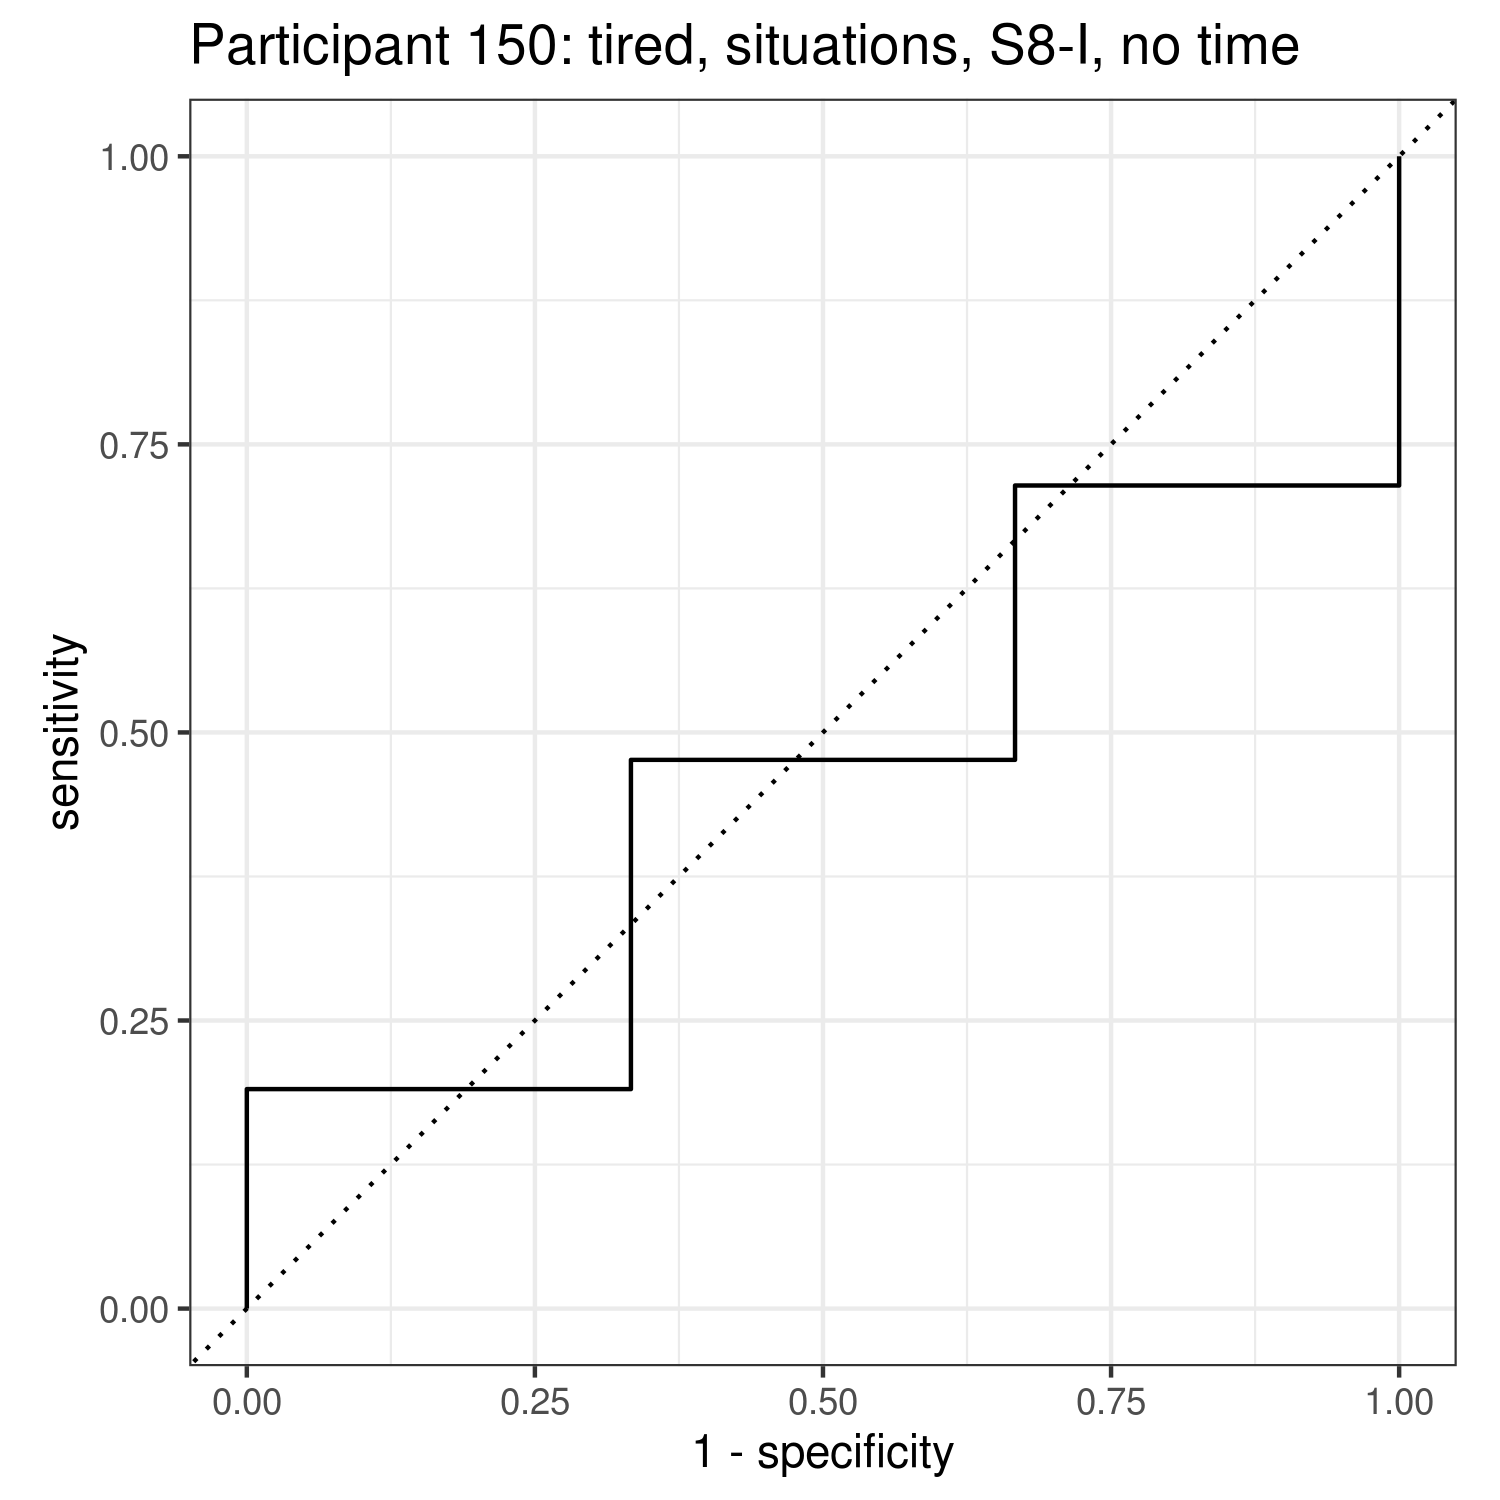 Participant 150: tired, situations, S8-I, no time
1.00
0.75
0.50
0.25
0.00
sensitivity
0.00 0.25 0.50 0.75 1.00
1 - specificity